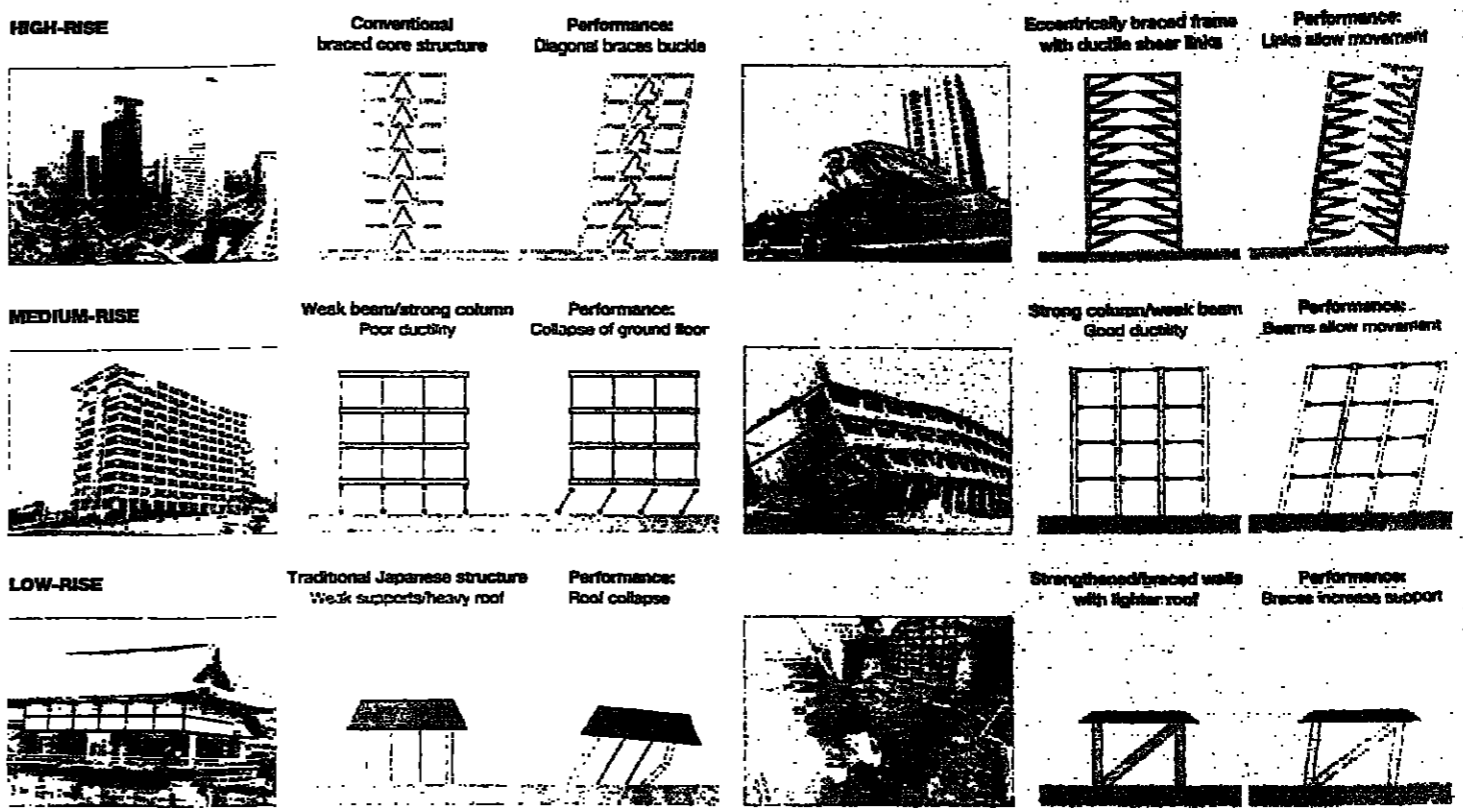 HIGH-RISE
Conventional
braced core structure
Performance:
Diagonal braces buckle
Eccentrically braced frame
with ductile shear links
Performance:
Links allow movement
MEDIUM-RISE
Weak beam/strong column
Poor ductility
Performance:
Collapse of ground floor
Strong column/weak beam
Good ductility
Performance:
Beams allow movement
LOW-RISE
Traditional Japanese structure
Weak supports/heavy roof
Performance:
Roof collapse
Strengthened/braced walls
with lighter roof
Performance:
Braces increase support